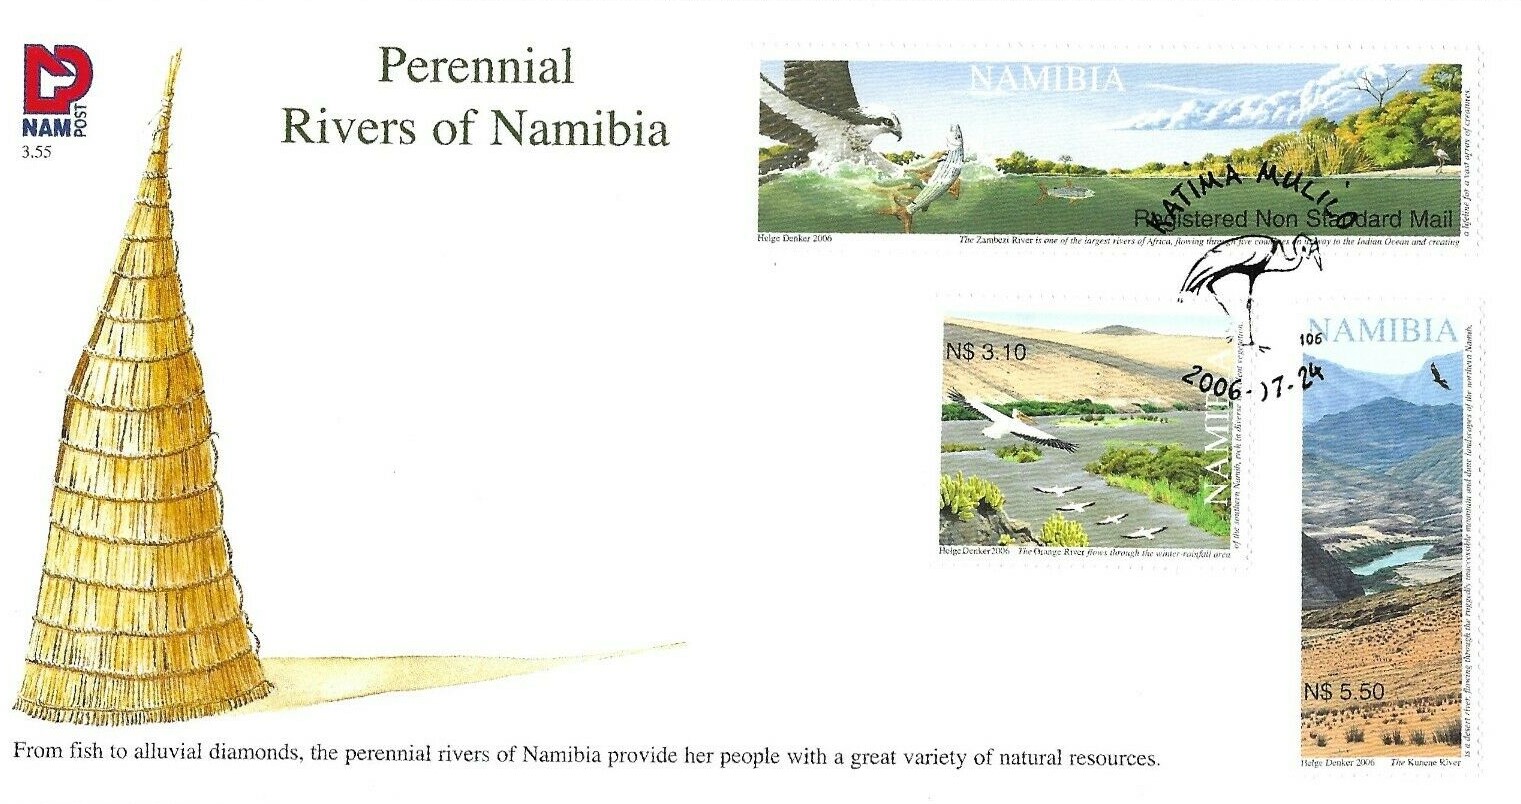 NAM
POST
3.55
Perennial
Rivers of Namibia
NAMIBIA
Registered Non Standard Mail
Helge Denker 2006
The Zambezi River is one of the largest rivers of Africa, flowing through five countries on its way to the Indian Ocean and creating
a lifeline for a vast array of creatures.
KATIMA MULILO
2006-07-24
106
N$ 3.10
NAMIBIA
Helge Denker 2006
The Orange River flows through the winter-rainfall area
of the southern Namib, rich in diverse
vegetation.
NAMIBIA
N$ 5.50
Helge Denker 2006
The Kunene River
is a desert river, flowing through the ruggedly inaccessible mountain and dune landscapes of the northern Namib.
From fish to alluvial diamonds, the perennial rivers of Namibia provide her people with a great variety of natural resources.